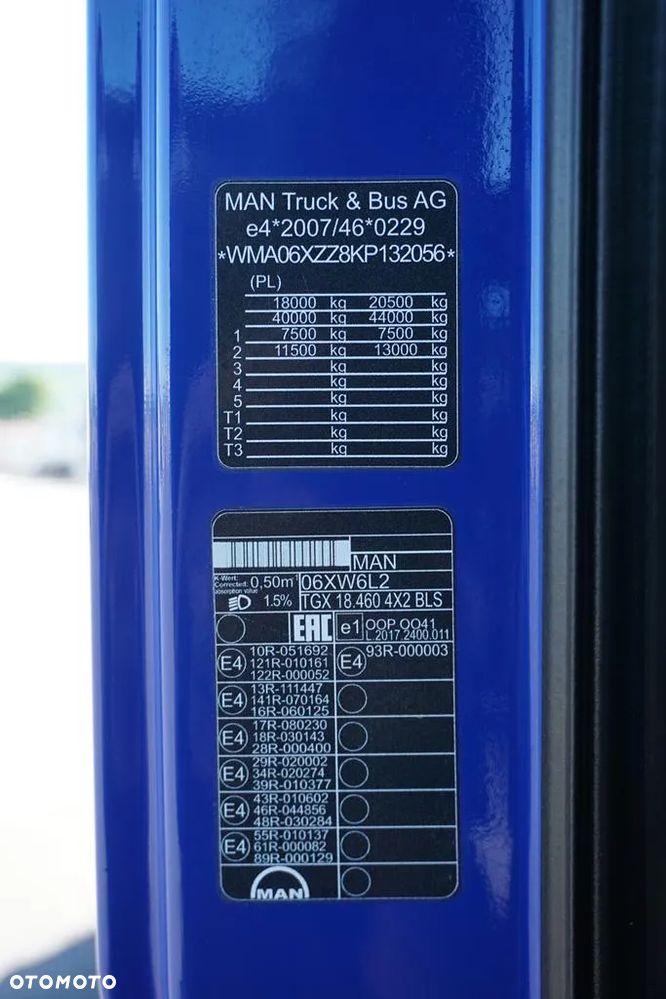 MAN Truck & Bus AG
e4*2007/46*0229
*WMA06XZZ8KP132056*
(PL)
18000 kg 20500 kg
40000 kg 44000 kg
1 7500 kg 7500 kg
2 11500 kg 13000 kg
3 kg
4 kg kg
5 kg kg
T1 kg kg
T2 kg kg
T3 kg kg
MAN
K-Wert:
Corrected: 0,50m⁻¹ 06XW6L2
absorption value
1.5% TGX 18.460 4X2 BLS
EAC e1 OOP OO41
L 2017.2400.011
10R-051692
E4 121R-010161 E4 93R-000003
122R-000052
13R-111447
E4 141R-070164
16R-060125
17R-080230
E4 18R-030143
28R-000400
29R-020002
E4 34R-020274
39R-010377
43R-010602
E4 46R-044856
48R-030284
55R-010137
E4 61R-000082
89R-000129
MAN
OTOMOTO